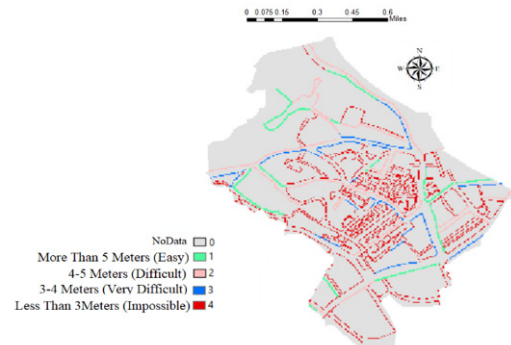 0 0.075 0.15 0.3 0.45 0.6
Miles
N
W E
S
NoData 0
More Than 5 Meters (Easy) 1
4-5 Meters (Difficult) 2
3-4 Meters (Very Difficult) 3
Less Than 3Meters (Impossible) 4